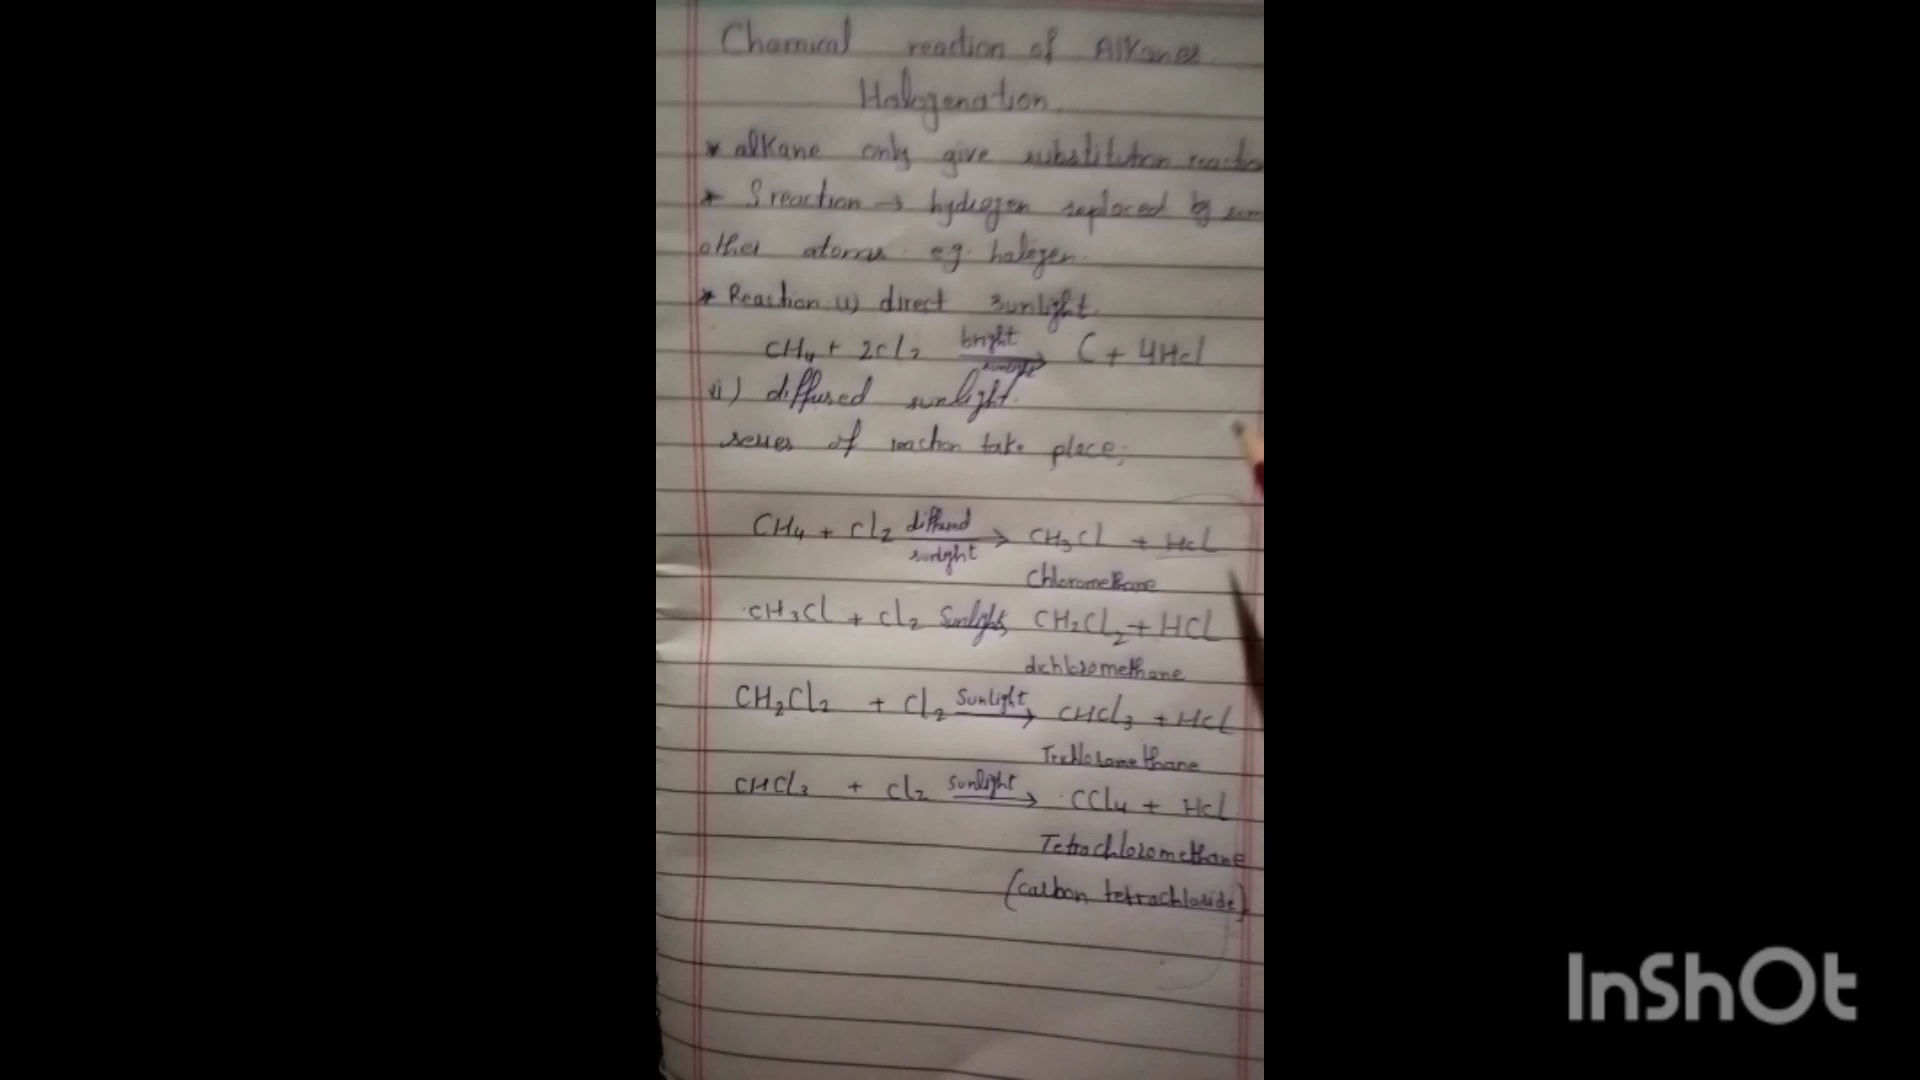 Chemical reaction of Alkanes
Halogenation
* alkane only give substitution reactio
* S reaction → hydrogen replaced by som
other atoms eg. halogen.
* Reaction i) direct sunlight
CH₄ + 2Cl₂ bright sunlight → C + 4Hcl
ii) diffused sunlight.
series of reaction take place;
CH₄ + Cl₂ diffused sunlight → CH₃Cl + Hcl
Chloromethane
CH₃Cl + Cl₂ Sunlight CH₂Cl₂ + HCl
dichloromethane
CH₂Cl₂ + Cl₂ Sunlight → CHCl₃ + Hcl
Trichloromethane
CHCl₃ + Cl₂ sunlight → CCl₄ + Hcl
Tetrachloromethane
(carbon tetrachloride)
InShOt